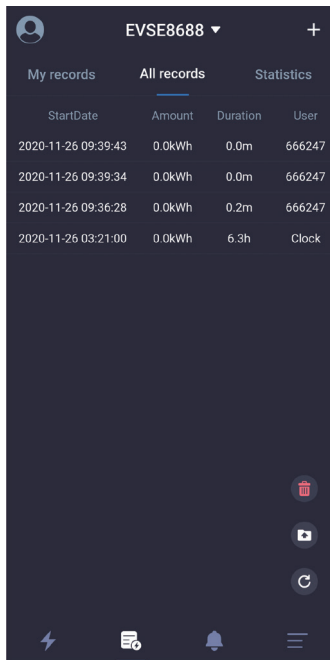 EVSE8688
My records All records Statistics
StartDate Amount Duration User
2020-11-26 09:39:43 0.0kWh 0.0m 666247
2020-11-26 09:39:34 0.0kWh 0.0m 666247
2020-11-26 09:36:28 0.0kWh 0.2m 666247
2020-11-26 03:21:00 0.0kWh 6.3h Clock